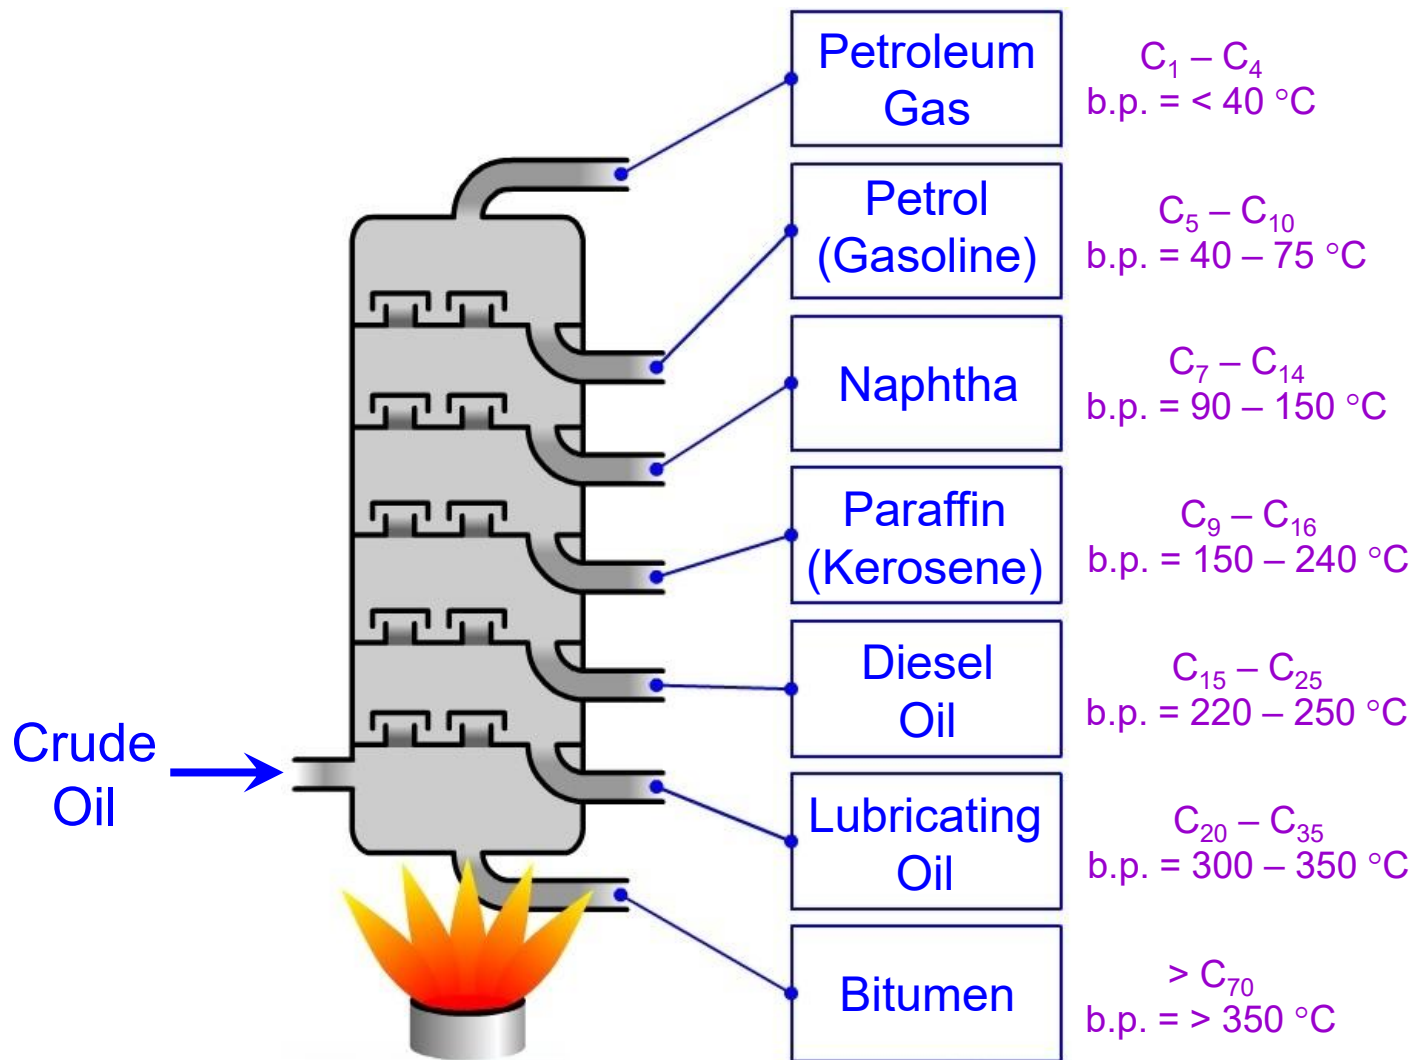 Petroleum
Gas
C₁ – C₄
b.p. = < 40 °C
Petrol
(Gasoline)
C₅ – C₁₀
b.p. = 40 – 75 °C
Naphtha
C₇ – C₁₄
b.p. = 90 – 150 °C
Paraffin
(Kerosene)
C₉ – C₁₆
b.p. = 150 – 240 °C
Diesel
Oil
C₁₅ – C₂₅
b.p. = 220 – 250 °C
Crude
Oil
Lubricating
Oil
C₂₀ – C₃₅
b.p. = 300 – 350 °C
Bitumen
> C₇₀
b.p. = > 350 °C